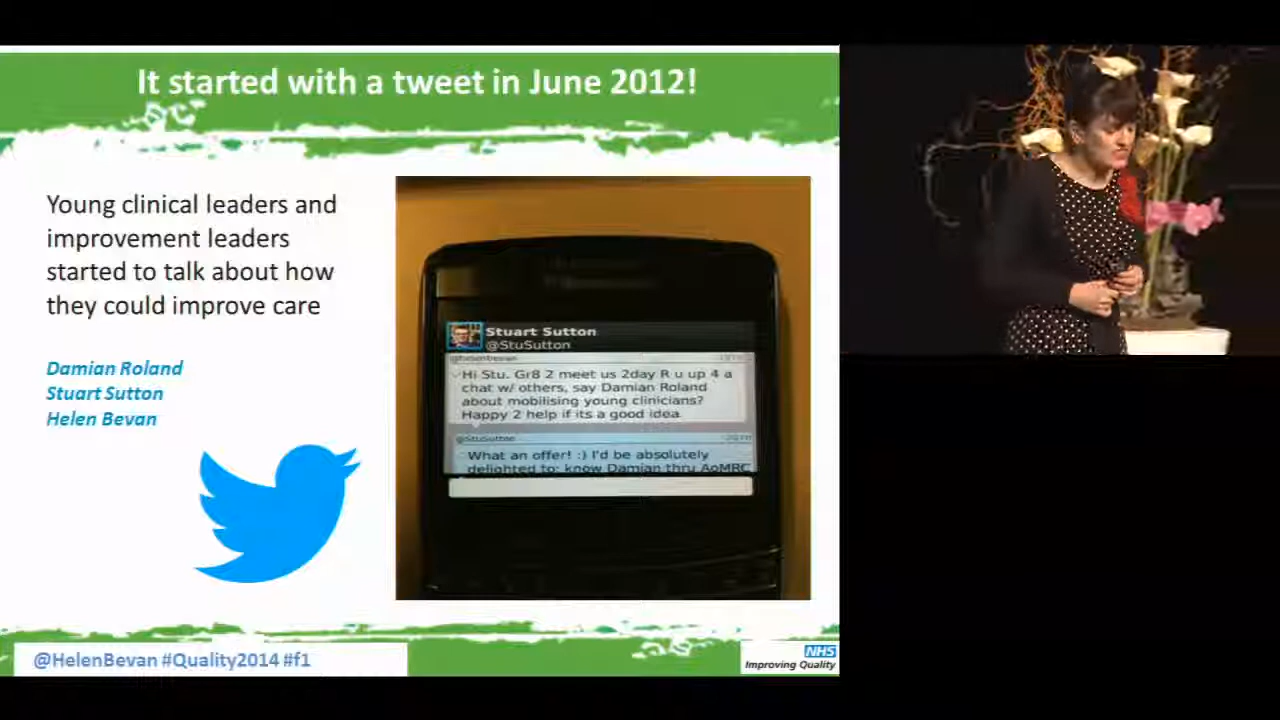 It started with a tweet in June 2012!
Young clinical leaders and
improvement leaders
started to talk about how
they could improve care
Damian Roland
Stuart Sutton
Helen Bevan
Stuart Sutton
@StuSutton
@helenbevan
Hi Stu. Gr8 2 meet us 2day R u up 4 a
chat w/ others, say Damian Roland
about mobilising young clinicians?
Happy 2 help if its a good idea.
@StuSutton
What an offer! :) I'd be absolutely
delighted to; know Damian thru AoMRC
@HelenBevan #Quality2014 #f1
NHS
Improving Quality